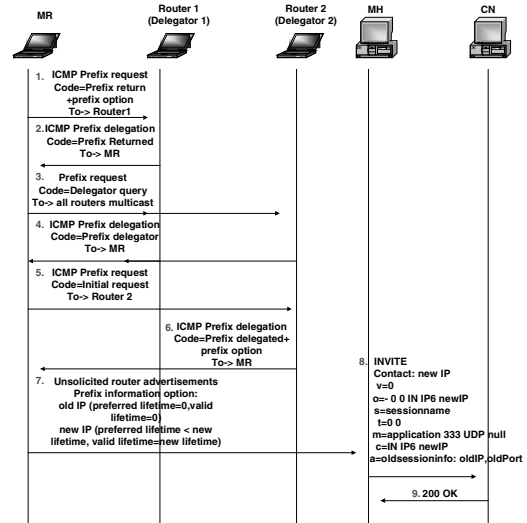 MR
Router 1
(Delegator 1)
Router 2
(Delegator 2)
MH
CN
1. ICMP Prefix request
Code=Prefix return
+prefix option
To-> Router1
2.ICMP Prefix delegation
Code=Prefix Returned
To-> MR
3. Prefix request
Code=Delegator query
To-> all routers multicast
4. ICMP Prefix delegation
Code=Prefix delegator
To-> MR
5. ICMP Prefix request
Code=Initial request
To-> Router 2
6. ICMP Prefix delegation
Code=Prefix delegated+
prefix option
To-> MR
7. Unsolicited router advertisements
Prefix information option:
old IP (preferred lifetime=0,valid
lifetime=0)
new IP (preferred lifetime < new
lifetime, valid lifetime=new lifetime)
8. INVITE
Contact: new IP
v=0
o=- 0 0 IN IP6 newIP
s=sessionname
t=0 0
m=application 333 UDP null
c=IN IP6 newIP
a=oldsessioninfo: oldIP,oldPort
9. 200 OK